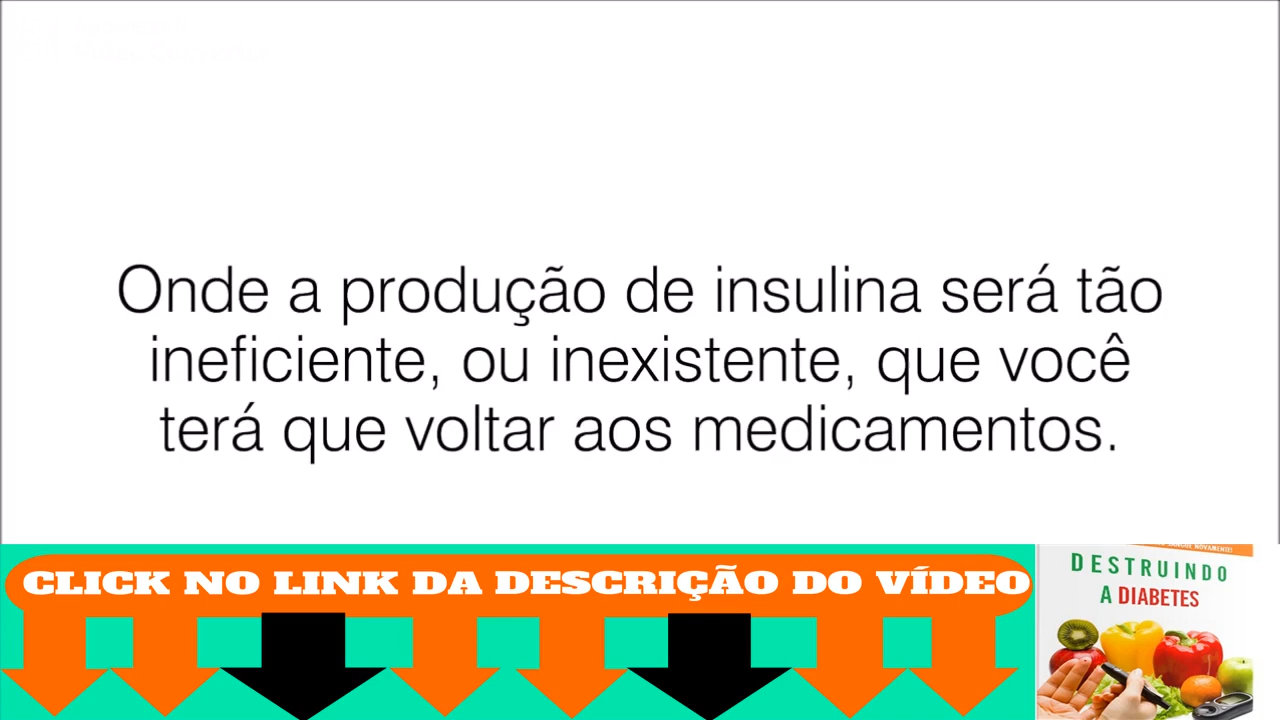 Onde a produção de insulina será tão
ineficiente, ou inexistente, que você
terá que voltar aos medicamentos.
CLICK NO LINK DA DESCRIÇÃO DO VÍDEO
NOVAMENTE!
DESTRUINDO
A DIABETES